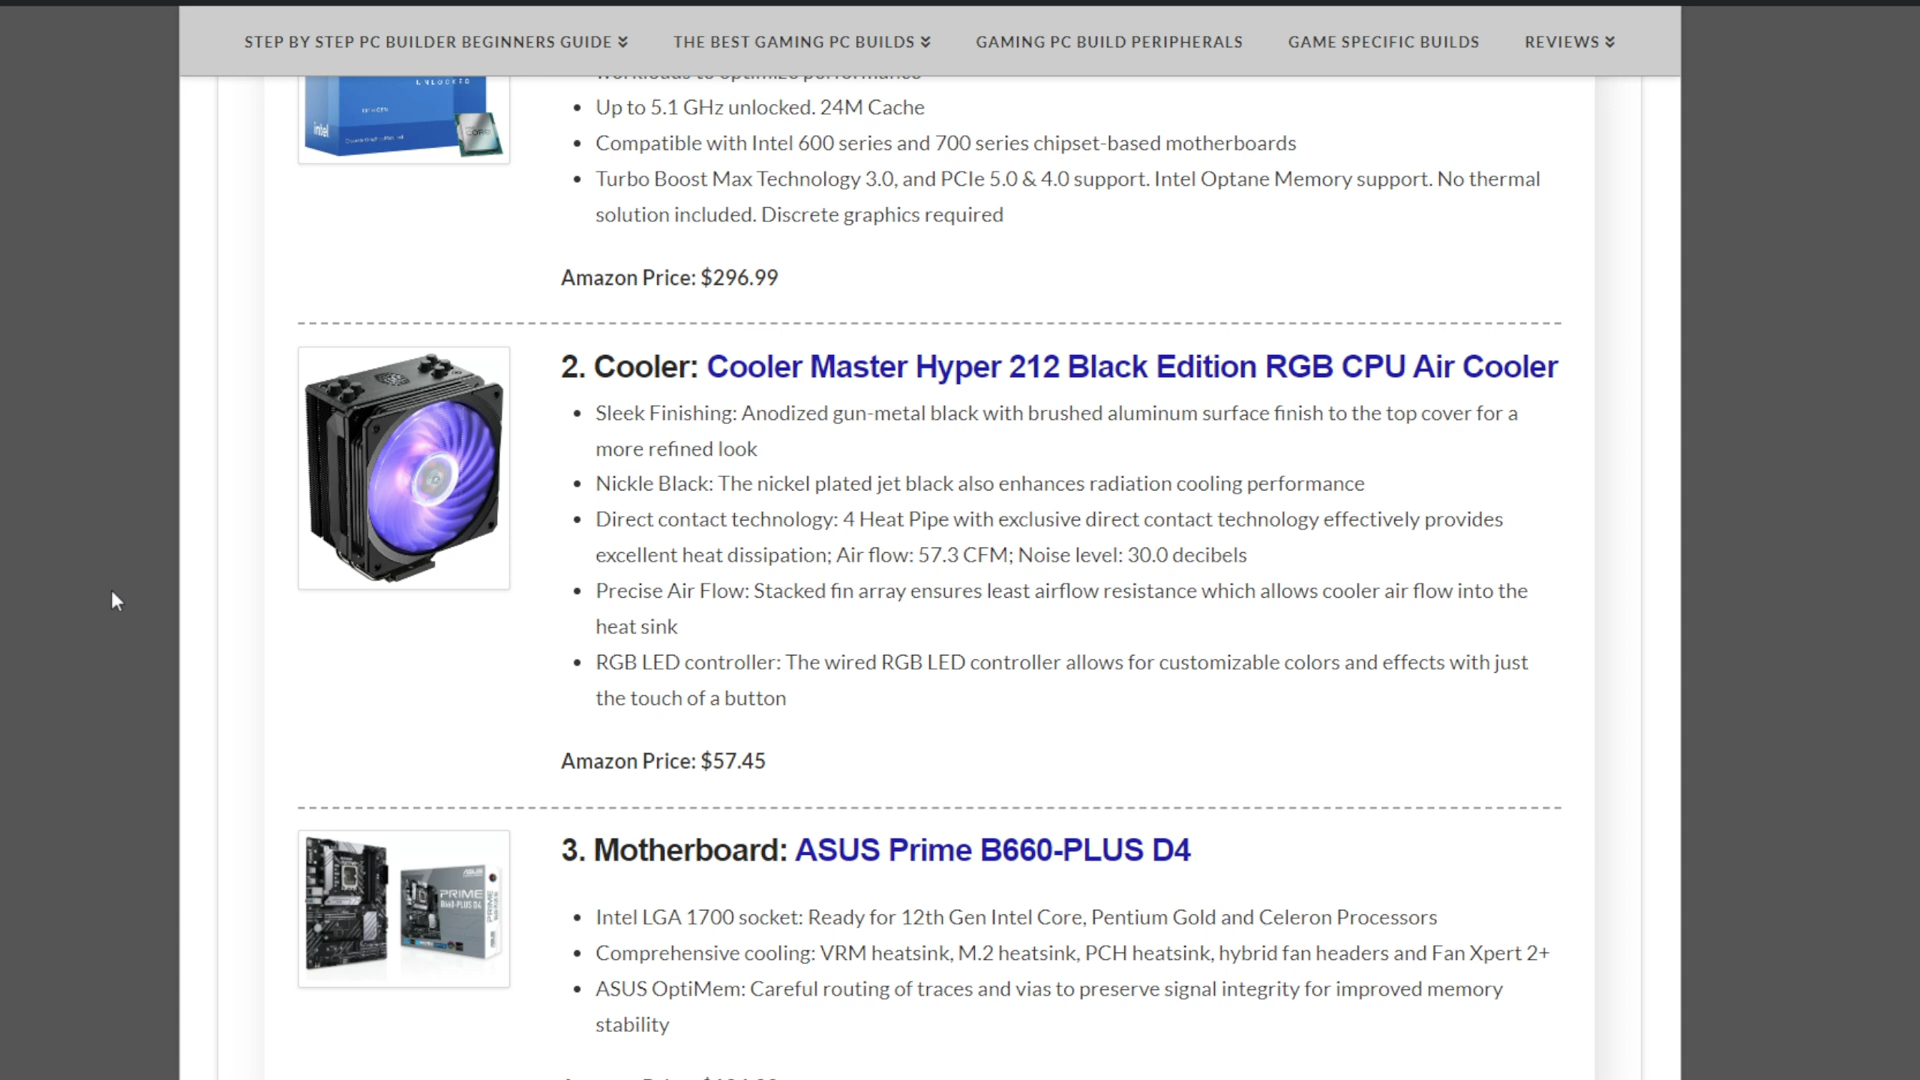 STEP BY STEP PC BUILDER BEGINNERS GUIDE
THE BEST GAMING PC BUILDS
GAMING PC BUILD PERIPHERALS
GAME SPECIFIC BUILDS
REVIEWS
UNLOCKED
intel
CORE
workloads to optimize performance
• Up to 5.1 GHz unlocked. 24M Cache
• Compatible with Intel 600 series and 700 series chipset-based motherboards
• Turbo Boost Max Technology 3.0, and PCIe 5.0 & 4.0 support. Intel Optane Memory support. No thermal
solution included. Discrete graphics required
Amazon Price: $296.99
2. Cooler: Cooler Master Hyper 212 Black Edition RGB CPU Air Cooler
• Sleek Finishing: Anodized gun-metal black with brushed aluminum surface finish to the top cover for a
more refined look
• Nickle Black: The nickel plated jet black also enhances radiation cooling performance
• Direct contact technology: 4 Heat Pipe with exclusive direct contact technology effectively provides
excellent heat dissipation; Air flow: 57.3 CFM; Noise level: 30.0 decibels
• Precise Air Flow: Stacked fin array ensures least airflow resistance which allows cooler air flow into the
heat sink
• RGB LED controller: The wired RGB LED controller allows for customizable colors and effects with just
the touch of a button
Amazon Price: $57.45
3. Motherboard: ASUS Prime B660-PLUS D4
ASUS
PRIME
B660-PLUS D4
• Intel LGA 1700 socket: Ready for 12th Gen Intel Core, Pentium Gold and Celeron Processors
• Comprehensive cooling: VRM heatsink, M.2 heatsink, PCH heatsink, hybrid fan headers and Fan Xpert 2+
• ASUS OptiMem: Careful routing of traces and vias to preserve signal integrity for improved memory
stability